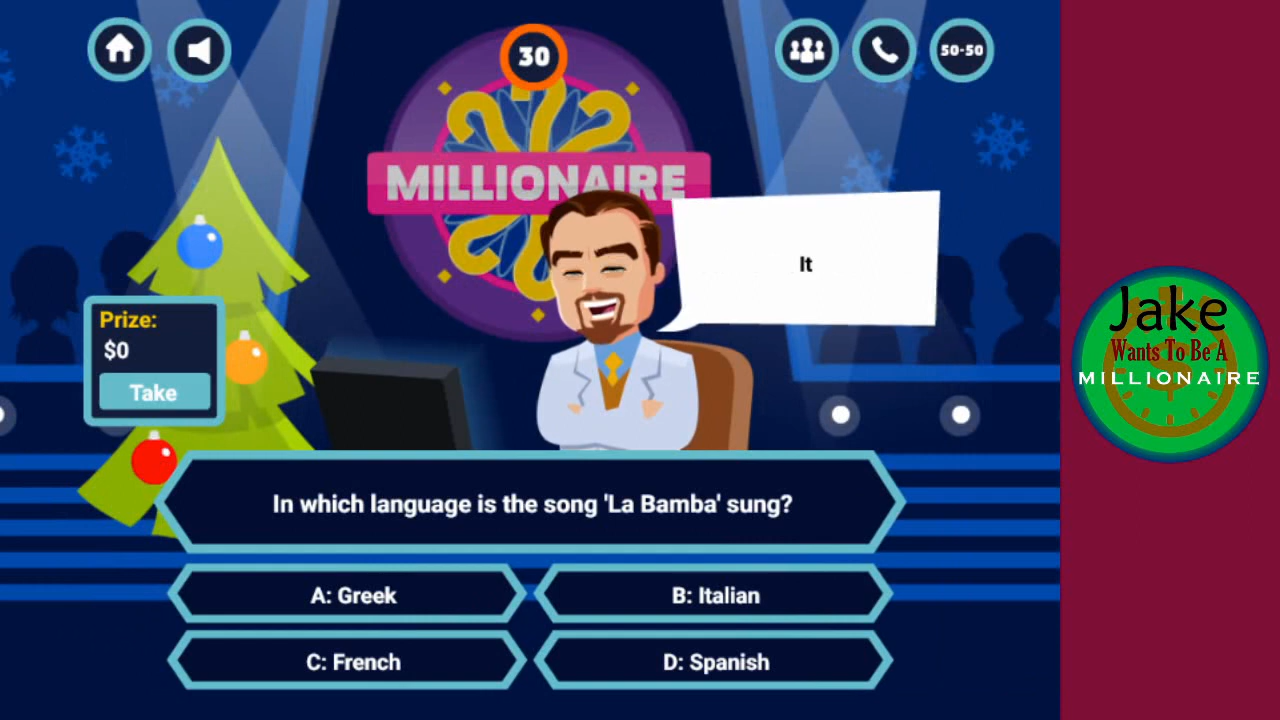 30
50-50
MILLIONAIRE
It
Prize:
$0
Take
In which language is the song 'La Bamba' sung?
A: Greek
B: Italian
C: French
D: Spanish
Jake
Wants To Be A
MILLIONAIRE